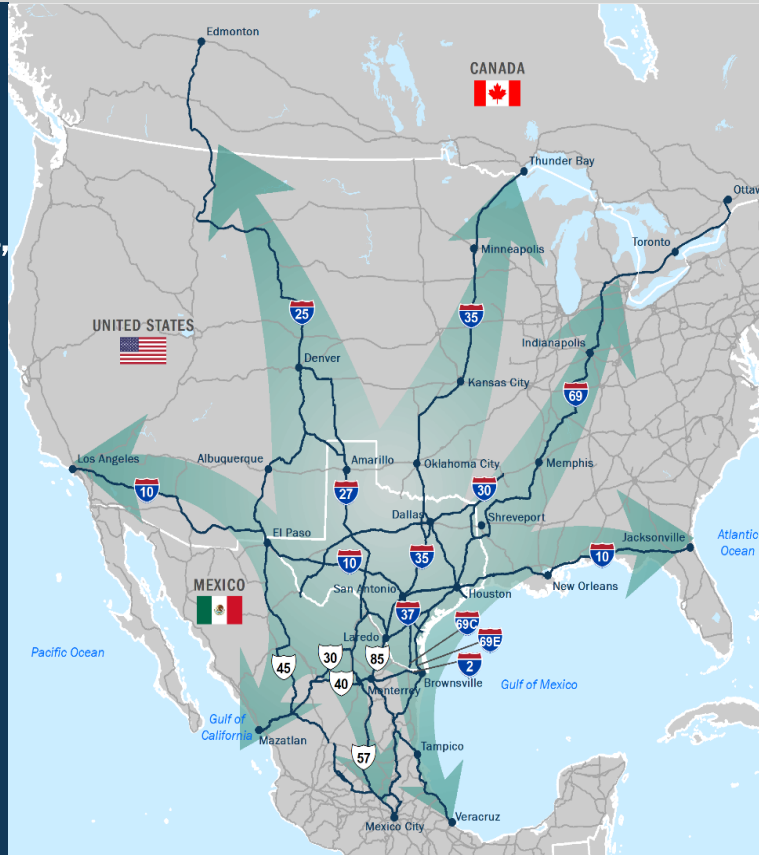 Edmonton
CANADA
Thunder Bay
Ottaw
Toronto
Minneapolis
25
35
UNITED STATES
Indianapolis
Denver
Kansas City
69
Los Angeles
Albuquerque
Amarillo
Oklahoma City
Memphis
10
27
30
Dallas
Shreveport
El Paso
Jacksonville
Atlantic
Ocean
10
35
10
MEXICO
San Antonio
Houston
New Orleans
37
69C
Laredo
69E
Pacific Ocean
45
30
85
2
40
Monterrey
Brownsville
Gulf of Mexico
Gulf of
California
Mazatlan
Tampico
57
Mexico City
Veracruz